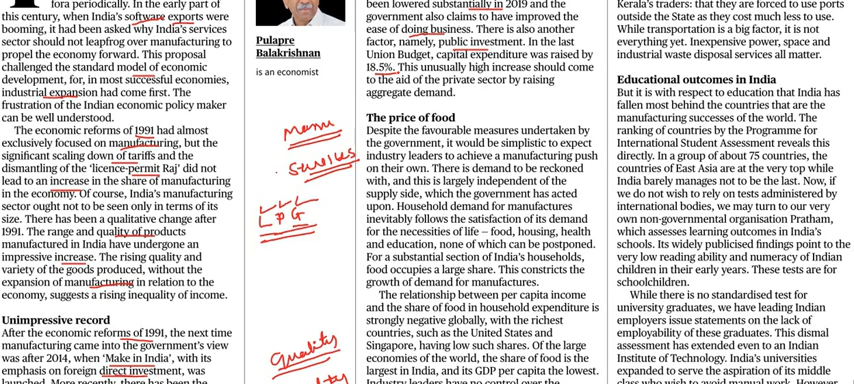 fora periodically. In the early part of
this century, when India's software exports were
booming, it had been asked why India's services
sector should not leapfrog over manufacturing to
propel the economy forward. This proposal
challenged the standard model of economic
development, for, in most successful economies,
industrial expansion had come first. The
frustration of the Indian economic policy maker
can be well understood.
The economic reforms of 1991 had almost
exclusively focused on manufacturing, but the
significant scaling down of tariffs and the
dismantling of the 'licence-permit Raj' did not
lead to an increase in the share of manufacturing
in the economy. Of course, India's manufacturing
sector ought not to be seen only in terms of its
size. There has been a qualitative change after
1991. The range and quality of products
manufactured in India have undergone an
impressive increase. The rising quality and
variety of the goods produced, without the
expansion of manufacturing in relation to the
economy, suggests a rising inequality of income.
Unimpressive record
After the economic reforms of 1991, the next time
manufacturing came into the government's view
was after 2014, when 'Make in India', with its
emphasis on foreign direct investment, was
launched. More recently, there has been the
Pulapre
Balakrishnan
is an economist
Manu
Services
L P G
Quality
been lowered substantially in 2019 and the
government also claims to have improved the
ease of doing business. There is also another
factor, namely, public investment. In the last
Union Budget, capital expenditure was raised by
18.5%. This unusually high increase should come
to the aid of the private sector by raising
aggregate demand.
The price of food
Despite the favourable measures undertaken by
the government, it would be simplistic to expect
industry leaders to achieve a manufacturing push
on their own. There is demand to be reckoned
with, and this is largely independent of the
supply side, which the government has acted
upon. Household demand for manufactures
inevitably follows the satisfaction of its demand
for the necessities of life – food, housing, health
and education, none of which can be postponed.
For a substantial section of India's households,
food occupies a large share. This constricts the
growth of demand for manufactures.
The relationship between per capita income
and the share of food in household expenditure is
strongly negative globally, with the richest
countries, such as the United States and
Singapore, having low such shares. Of the large
economies of the world, the share of food is the
largest in India, and its GDP per capita the lowest.
Industry leaders have no control over the
Kerala's traders: that they are forced to use ports
outside the State as they cost much less to use.
While transportation is a big factor, it is not
everything yet. Inexpensive power, space and
industrial waste disposal services all matter.
Educational outcomes in India
But it is with respect to education that India has
fallen most behind the countries that are the
manufacturing successes of the world. The
ranking of countries by the Programme for
International Student Assessment reveals this
directly. In a group of about 75 countries, the
countries of East Asia are at the very top while
India barely manages not to be the last. Now, if
we do not wish to rely on tests administered by
international bodies, we may turn to our very
own non-governmental organisation Pratham,
which assesses learning outcomes in India's
schools. Its widely publicised findings point to the
very low reading ability and numeracy of Indian
children in their early years. These tests are for
schoolchildren.
While there is no standardised test for
university graduates, we have leading Indian
employers issue statements on the lack of
employability of these graduates. This dismal
assessment has extended even to an Indian
Institute of Technology. India's universities
expanded to serve the aspiration of its middle
class who wish to avoid manual work. However,